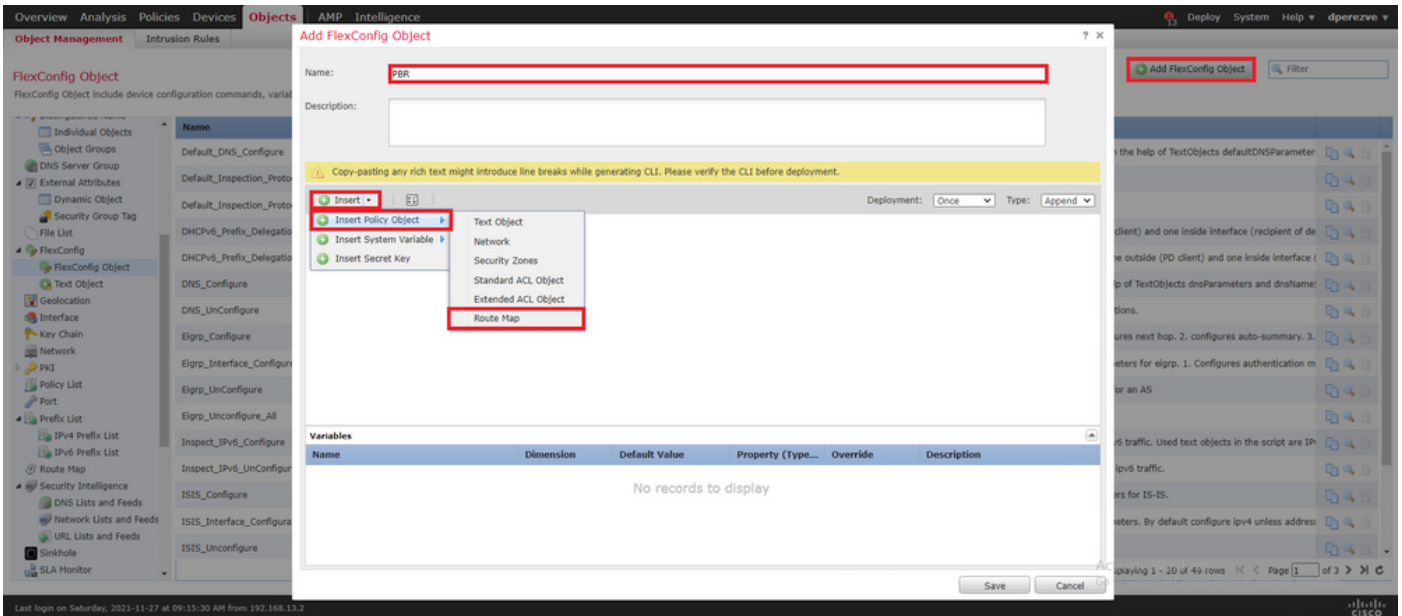 Overview Analysis Policies Devices Objects AMP Intelligence
Deploy System Help dperezve
Object Management Intrusion Rules
Add FlexConfig Object
? X
FlexConfig Object
FlexConfig Object include device configuration commands, variab
Add FlexConfig Object
Filter
Name:
PBR
Description:
Copy-pasting any rich text might introduce line breaks while generating CLI. Please verify the CLI before deployment.
Insert
Deployment: Once
Type: Append
Insert Policy Object
Insert System Variable
Insert Secret Key
Text Object
Network
Security Zones
Standard ACL Object
Extended ACL Object
Route Map
Variables
Name Dimension Default Value Property (Type... Override Description
No records to display
Save Cancel
Individual Objects
Object Groups
DNS Server Group
External Attributes
Dynamic Object
Security Group Tag
File List
FlexConfig
FlexConfig Object
Text Object
Geolocation
Interface
Key Chain
Network
PKI
Policy List
Port
Prefix List
IPv4 Prefix List
IPv6 Prefix List
Route Map
Security Intelligence
DNS Lists and Feeds
Network Lists and Feeds
URL Lists and Feeds
Sinkhole
SLA Monitor
Name
Default_DNS_Configure
Default_Inspection_Proto
Default_Inspection_Proto
DHCPv6_Prefix_Delegatio
DHCPv6_Prefix_Delegatio
DNS_Configure
DNS_UnConfigure
Eigrp_Configure
Eigrp_Interface_Configure
Eigrp_UnConfigure
Eigrp_Unconfigure_All
Inspect_IPv6_Configure
Inspect_IPv6_UnConfigur
ISIS_Configure
ISIS_Interface_Configura
ISIS_Unconfigure
the help of TextObjects defaultDNSParameter
client) and one inside interface (recipient of de
e outside (PD client) and one inside interface (
p of TextObjects dnsParameters and dnsName
tions.
ures next hop. 2. configures auto-summary. 3.
eters for eigrp. 1. Configures authentication m
or an AS
v6 traffic. Used text objects in the script are IP
ipv6 traffic.
ers for IS-IS.
eters. By default configure ipv4 unless address
playing 1 - 20 of 49 rows Page 1 of 3
Last login on Saturday, 2021-11-27 at 09:15:30 AM from 192.168.13.2
CISCO